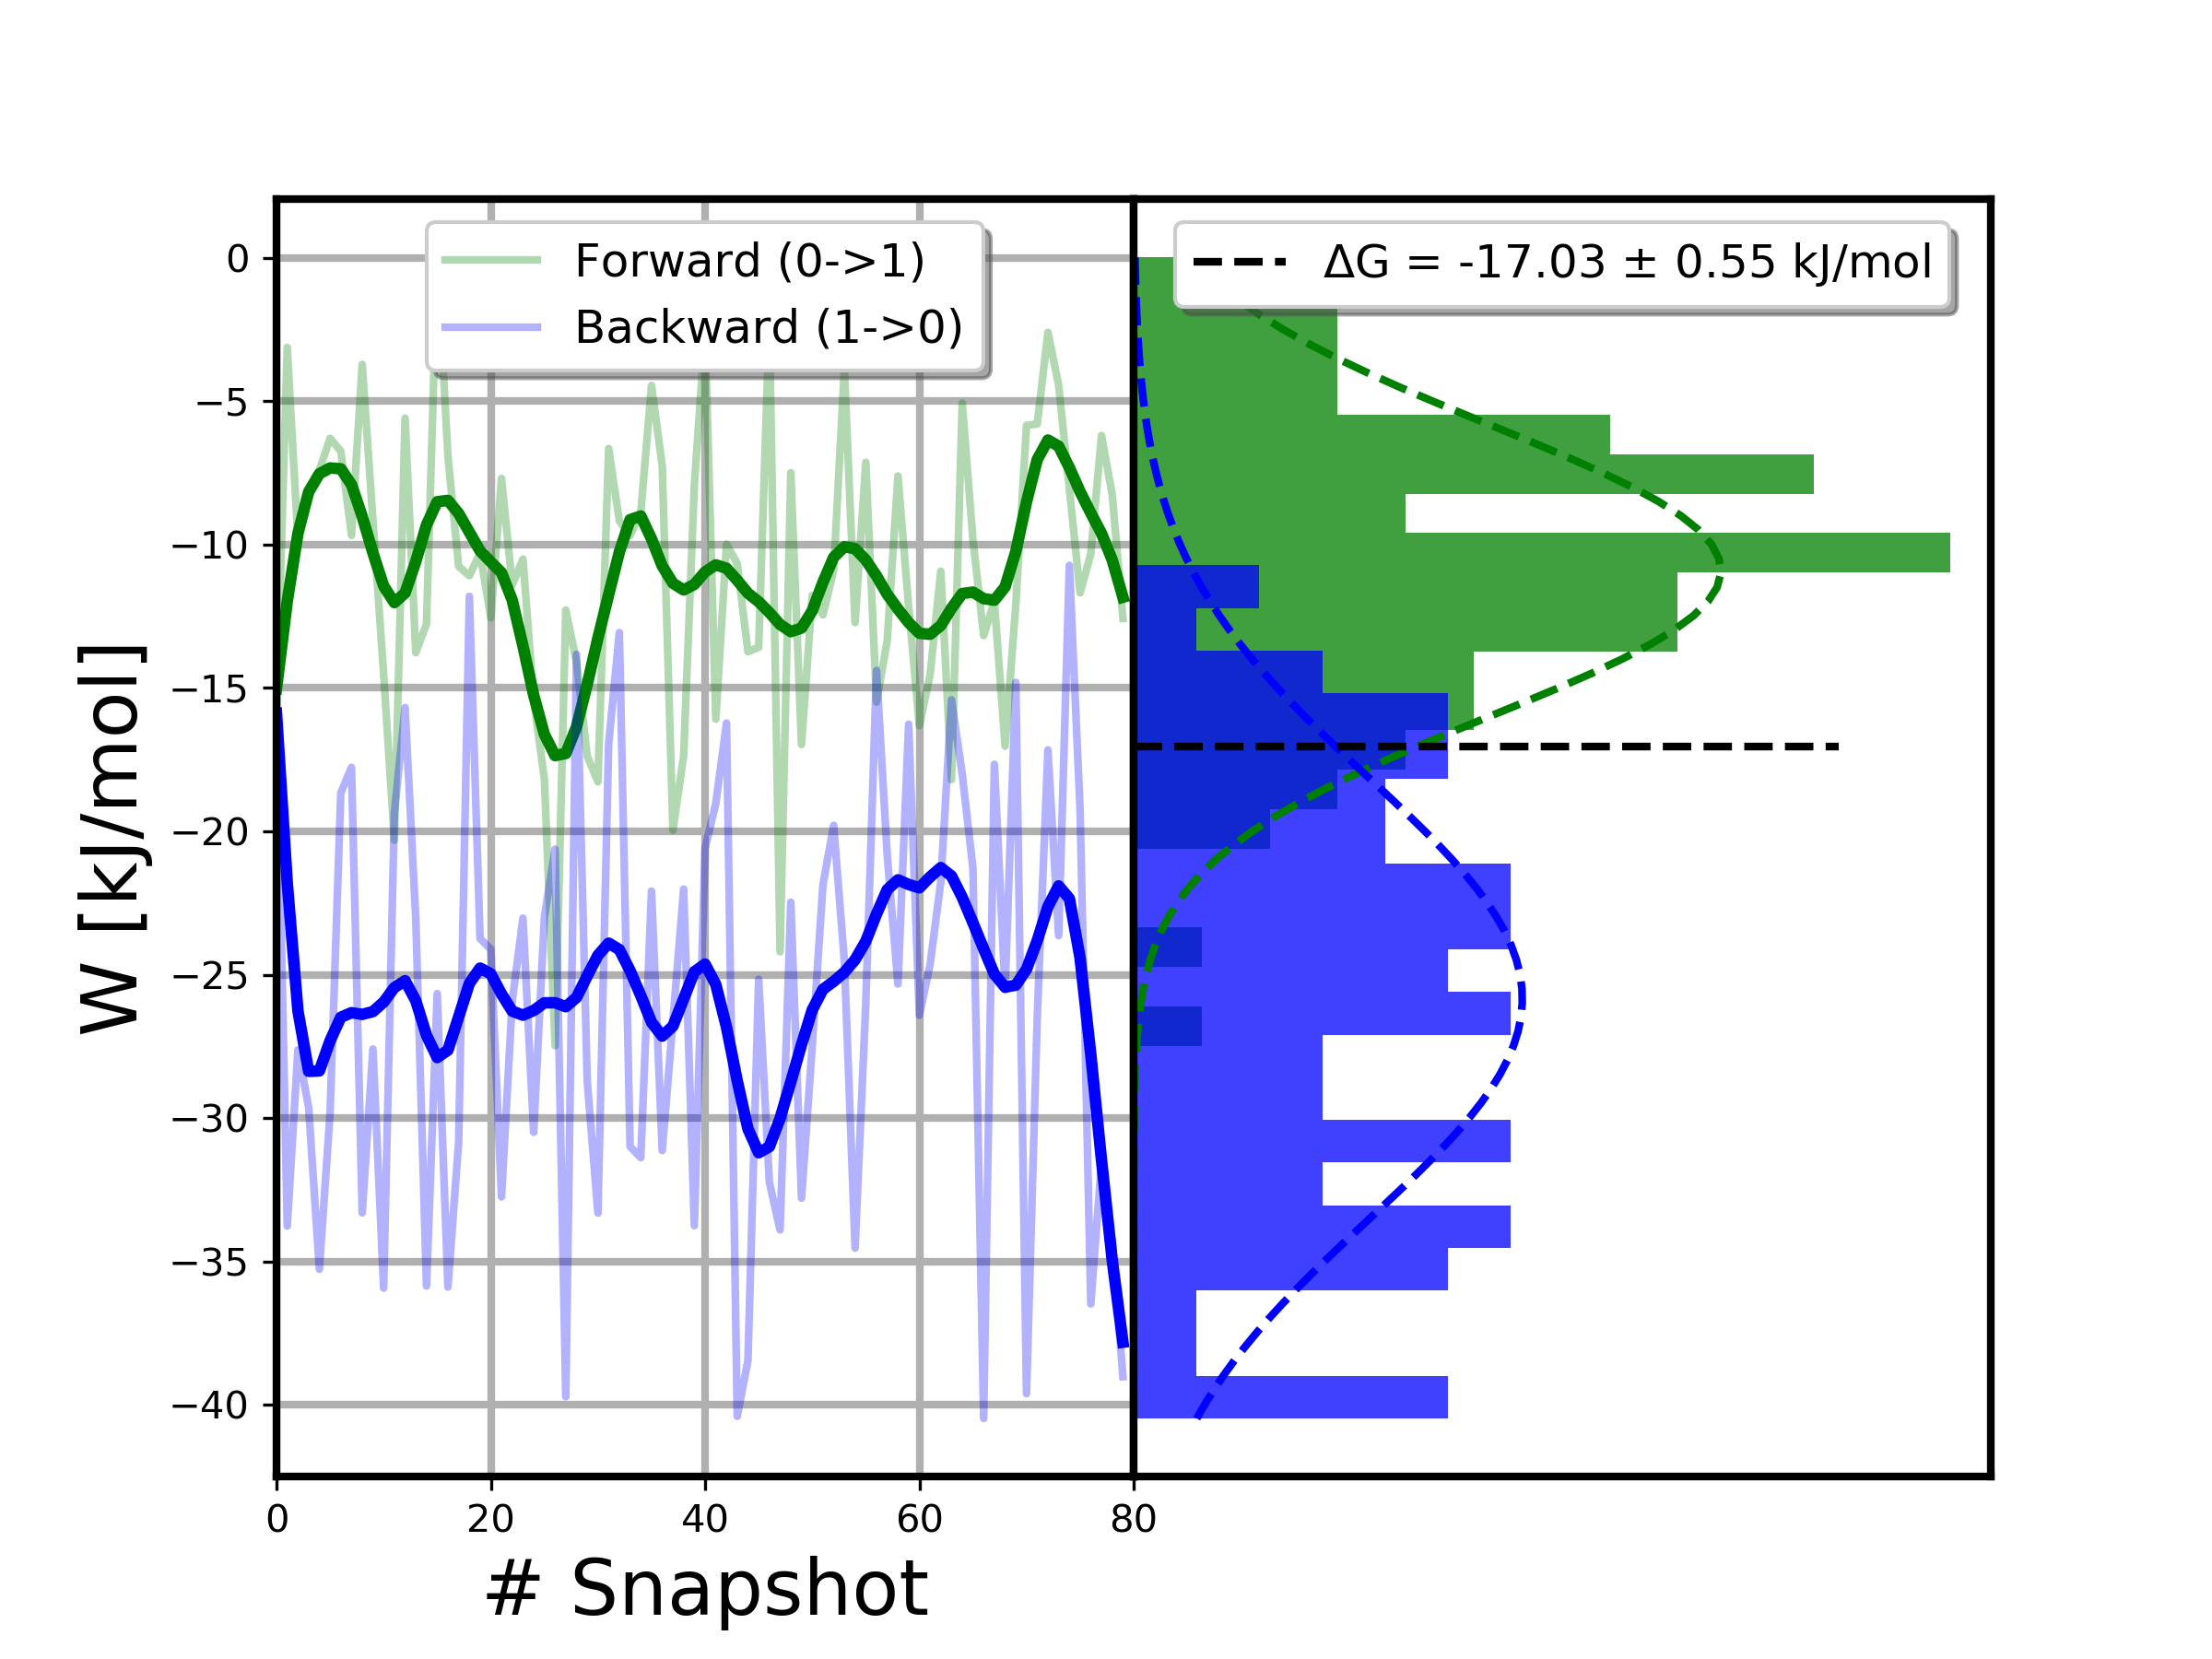 Forward (0->1)
Backward (1->0)
ΔG = -17.03 ± 0.55 kJ/mol
W [kJ/mol]
0
−5
−10
−15
−20
−25
−30
−35
−40
0 20 40 60 80
# Snapshot